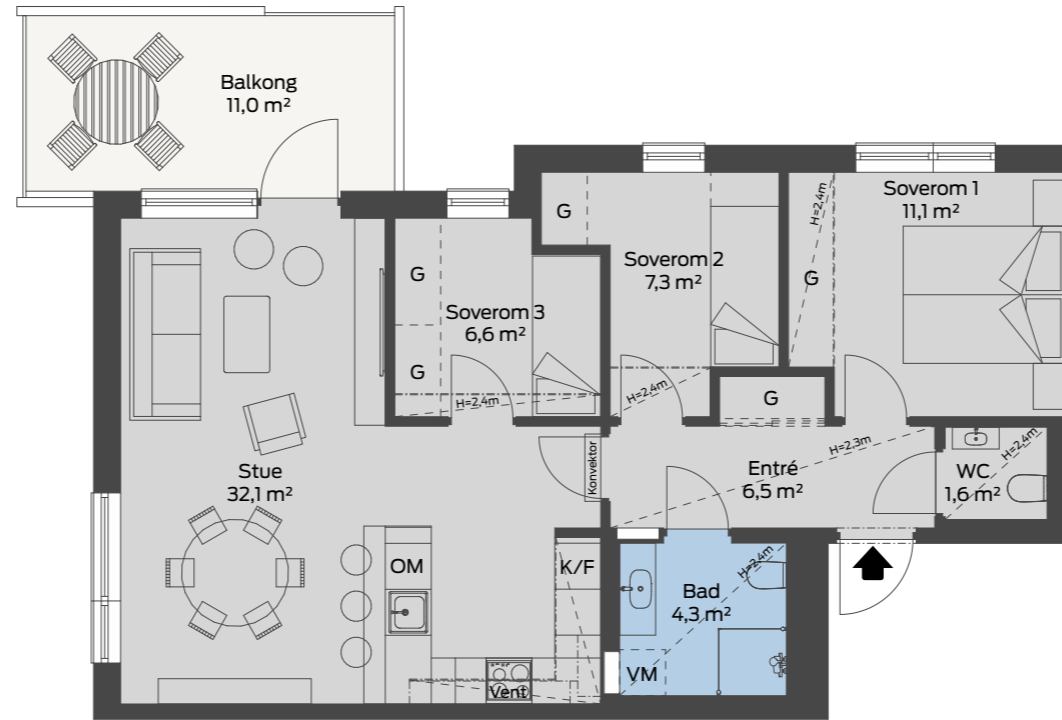 Balkong
11,0 m²
Soverom 1
11,1 m²
H=2,4m
G
G
Soverom 2
7,3 m²
H=2,4m
G
Soverom 3
6,6 m²
G
H=2,4m
G
H=2,3m
Entré
6,5 m²
WC
1,6 m²
H=2,4m
Konvektor
Stue
32,1 m²
OM
K/F
Vent
H=2,4m
Bad
4,3 m²
VM